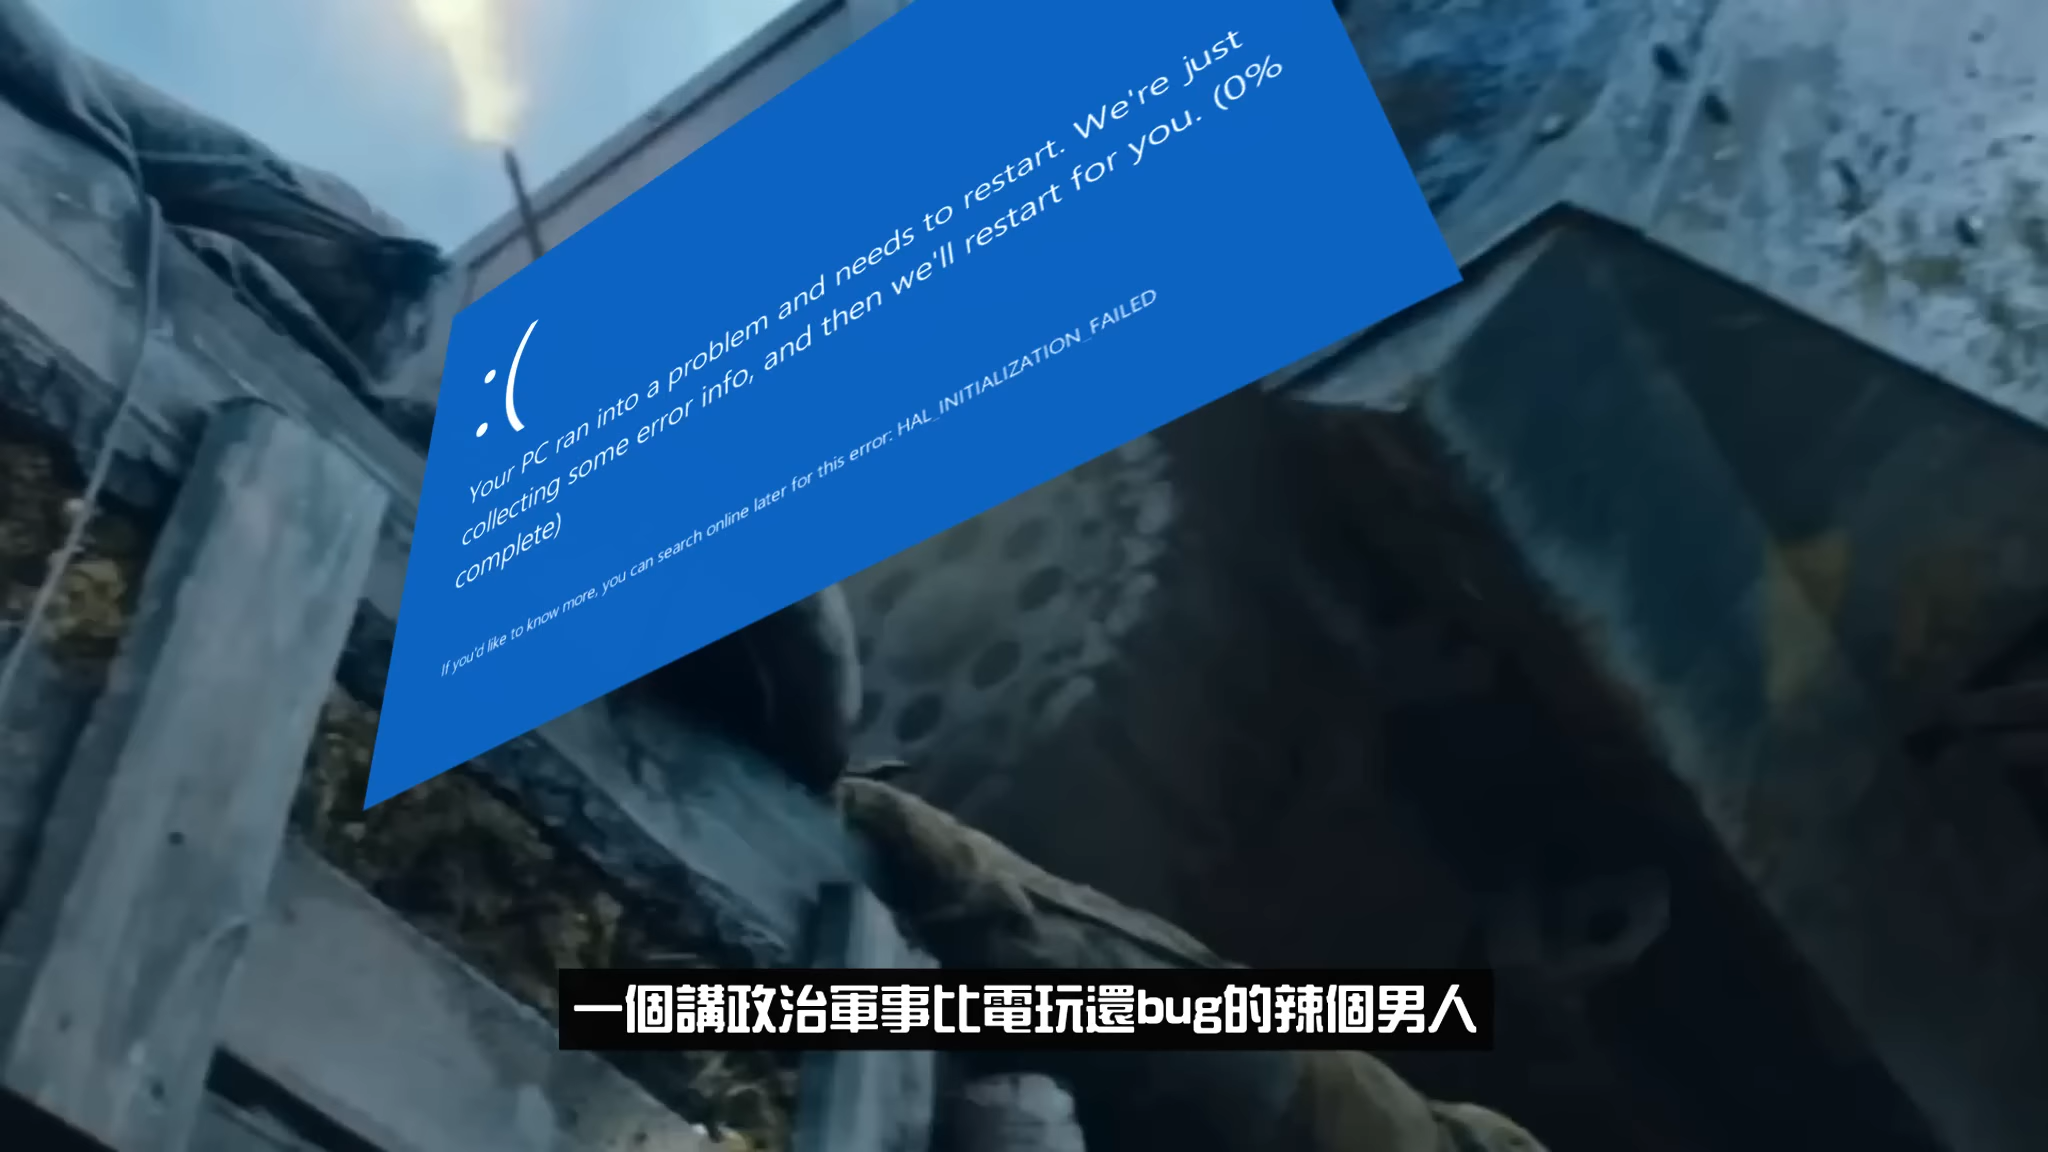 :(
Your PC ran into a problem and needs to restart. We're just
collecting some error info, and then we'll restart for you. (0%
complete)
If you'd like to know more, you can search online later for this error: HAL_INITIALIZATION_FAILED
一個講政治軍事比電玩還bug的辣個男人